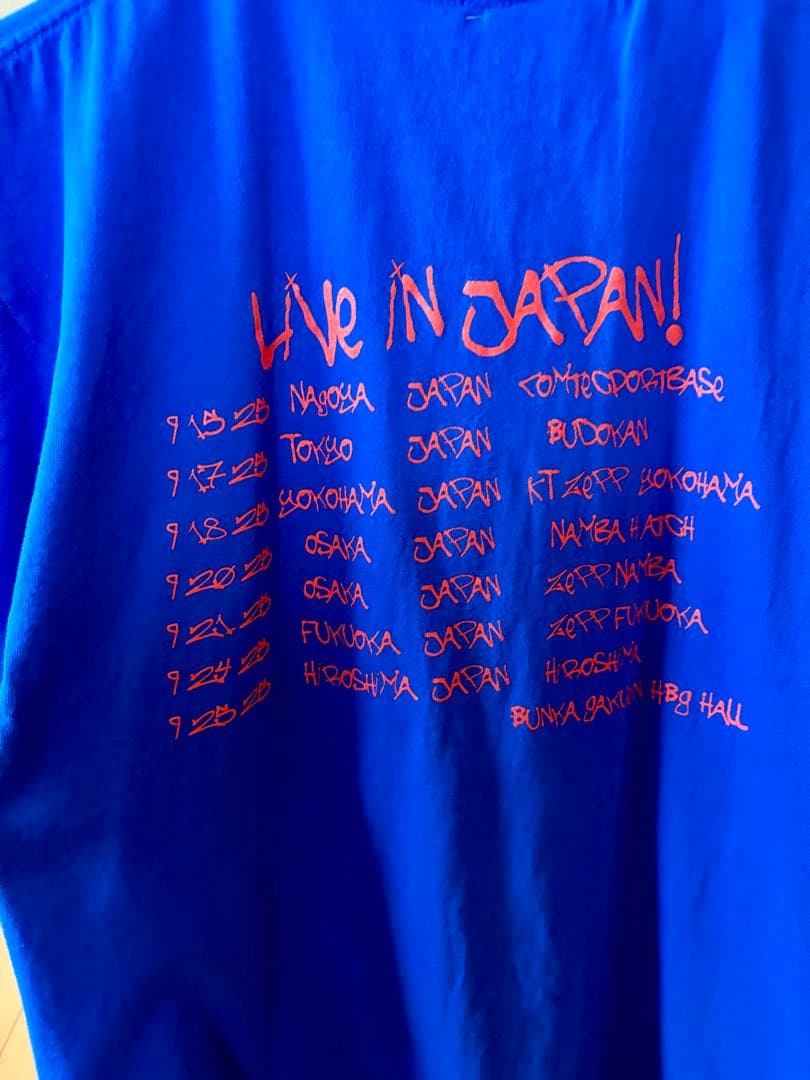 LIVE IN JAPAN!
9 15 25 NAGOYA JAPAN COMTECPORTBASE
9 17 25 TOKYO JAPAN BUDOKAN
9 18 25 YOKOHAMA JAPAN KT ZEPP YOKOHAMA
9 20 25 OSAKA JAPAN NAMBA HATCH
9 21 25 OSAKA JAPAN ZEPP NAMBA
9 24 25 FUKUOKA JAPAN ZEPP FUKUOKA
9 25 25 HIROSHIMA JAPAN HIROSHIMA
BUNKA GAKUEN HBG HALL